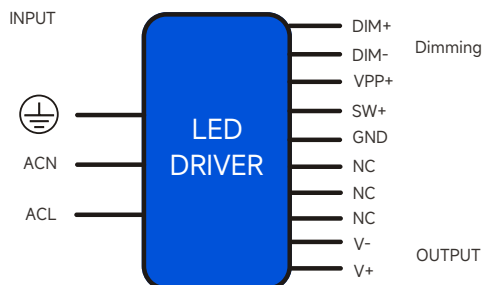 INPUT
ACN
ACL
LED
DRIVER
DIM+
DIM-
VPP+
SW+
GND
NC
NC
NC
V-
V+
Dimming
OUTPUT